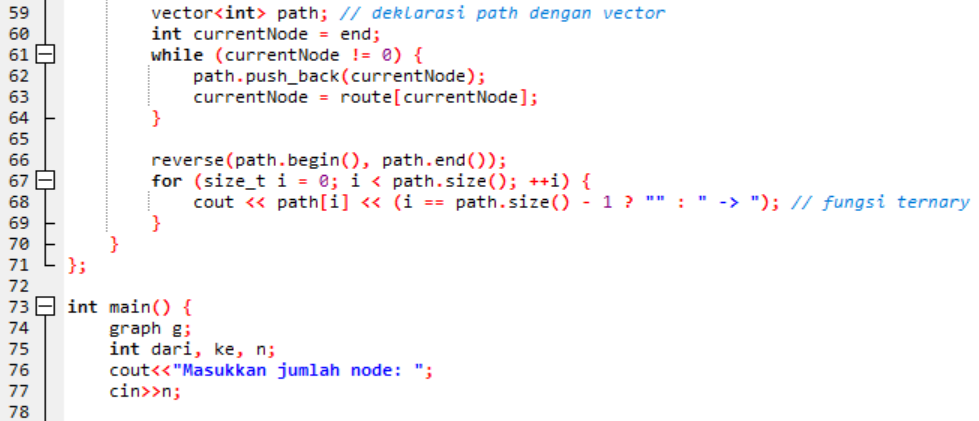 59 vector<int> path; // deklarasi path dengan vector
60 int currentNode = end;
61 while (currentNode != 0) {
62 path.push_back(currentNode);
63 currentNode = route[currentNode];
64 }
65
66 reverse(path.begin(), path.end());
67 for (size_t i = 0; i < path.size(); ++i) {
68 cout << path[i] << (i == path.size() - 1 ? "" : " -> "); // fungsi ternary
69 }
70 }
71 };
72
73 int main() {
74 graph g;
75 int dari, ke, n;
76 cout<<"Masukkan jumlah node: ";
77 cin>>n;
78